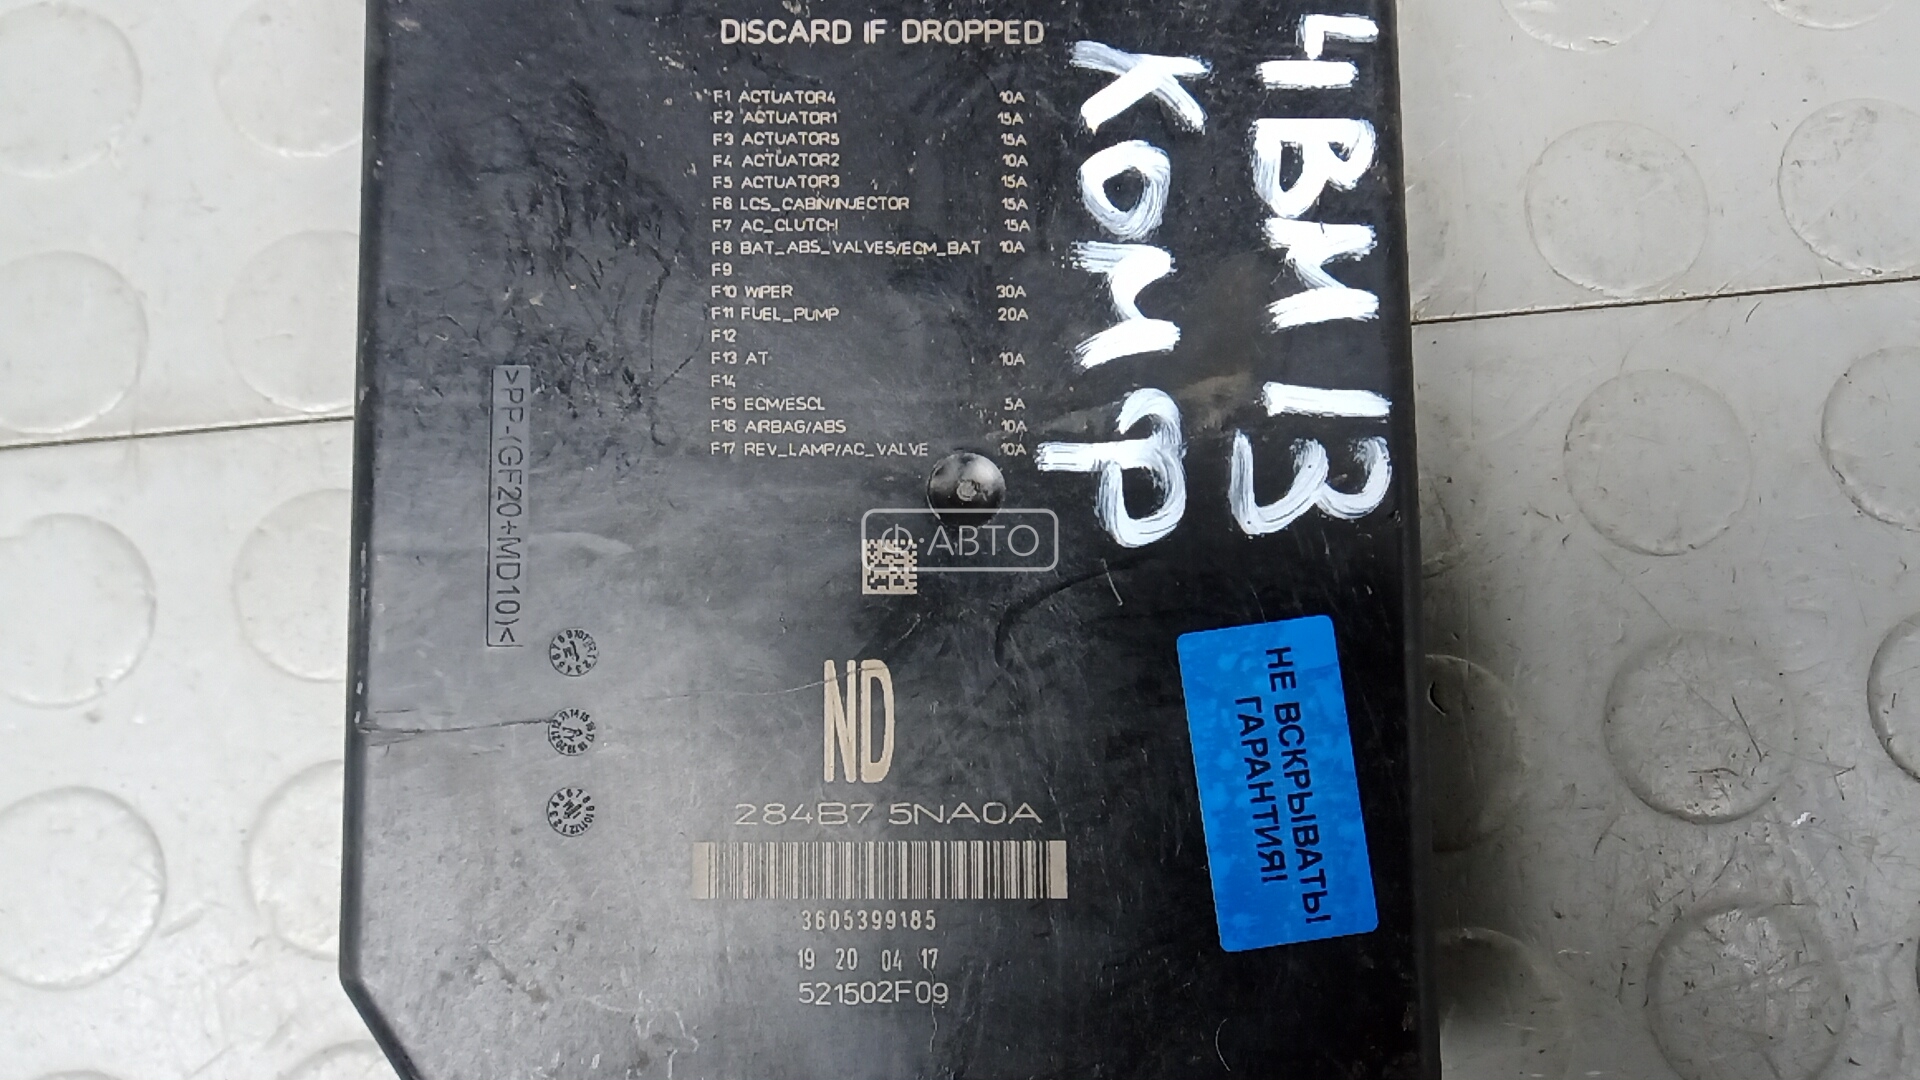 DISCARD IF DROPPED
F1 ACTUATOR4 10A
F2 ACTUATOR1 15A
F3 ACTUATOR5 15A
F4 ACTUATOR2 10A
F5 ACTUATOR3 15A
F6 LCS_CABIN/INJECTOR 15A
F7 AC_CLUTCH 15A
F8 BAT_ABS_VALVES/ECM_BAT 10A
F9
F10 WIPER 30A
F11 FUEL_PUMP 20A
F12
F13 AT 10A
F14
F15 ECM/ESCL 5A
F16 AIRBAG/ABS 10A
F17 REV_LAMP/AC_VALVE 10A
>PP-(GF20+MD10)<
АВТО
ND
284B7 5NA0A
3605399185
19 20 04 17
521502F09
КОМР
НЕ ВСКРЫВАТЬ!
ГАРАНТИЯ!